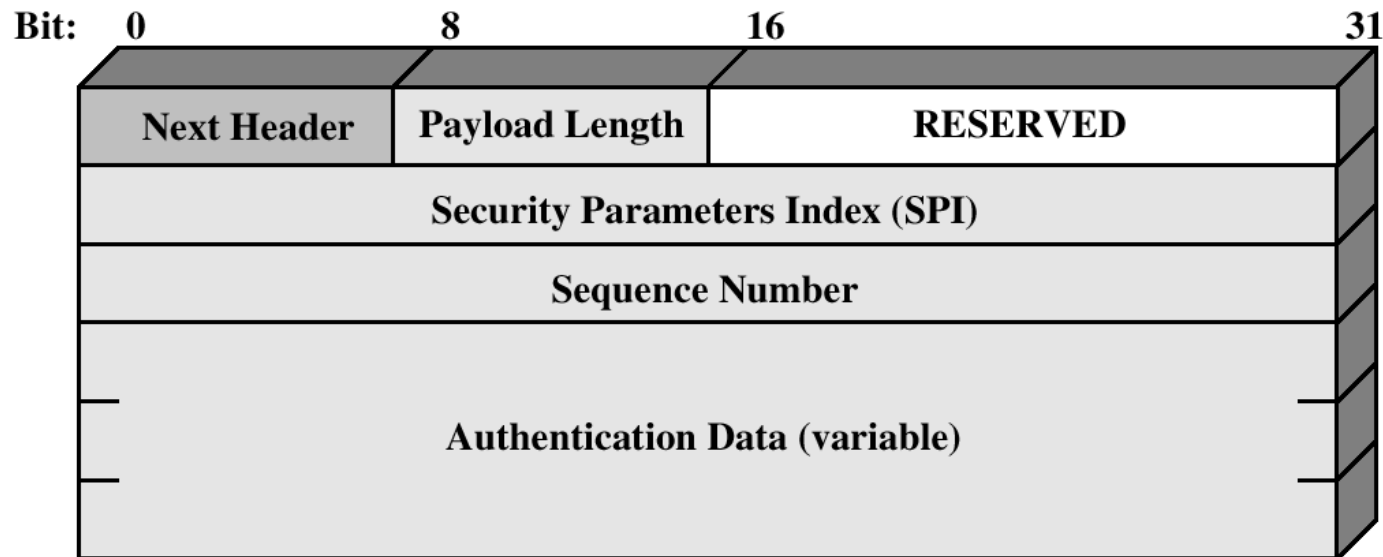 Bit: 0 8 16 31
Next Header Payload Length RESERVED
Security Parameters Index (SPI)
Sequence Number
Authentication Data (variable)